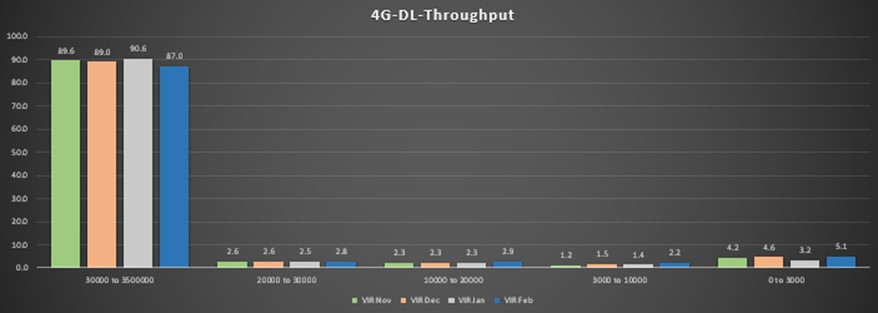 4G-DL-Throughput
100.0
90.0
80.0
70.0
60.0
50.0
40.0
30.0
20.0
10.0
0.0
89.6 89.0 90.6 87.0
2.6 2.6 2.5 2.8
2.3 2.3 2.3 2.9
1.2 1.5 1.4 2.2
4.2 4.6 3.2 5.1
30000 to 3500000 20000 to 30000 10000 to 20000 3000 to 10000 0 to 3000
VIR Nov VIR Dec VIR Jan VIR Feb